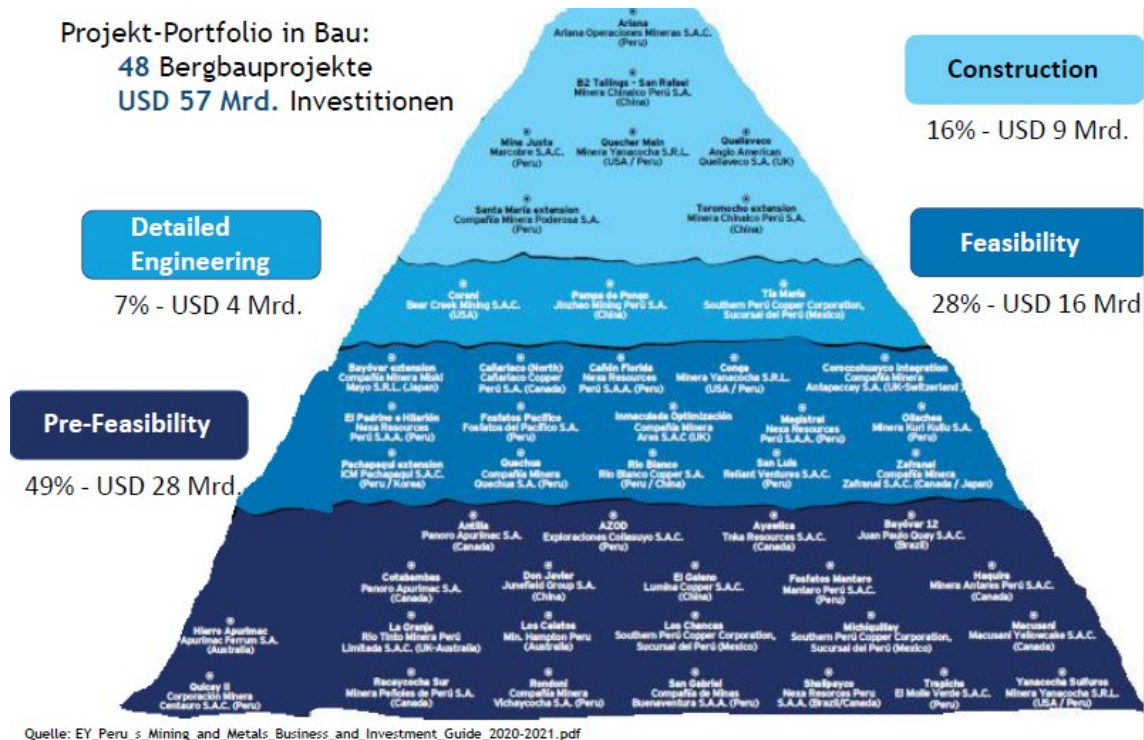 Projekt-Portfolio in Bau:
48 Bergbauprojekte
USD 57 Mrd. Investitionen
Construction
16% - USD 9 Mrd.
Detailed
Engineering
7% - USD 4 Mrd.
Feasibility
28% - USD 16 Mrd
Pre-Feasibility
49% - USD 28 Mrd.
Ariana
Ariana Operaciones Mineras S.A.C.
(Peru)
B2 Tailings - San Rafael
Minera Chinalco Perú S.A.
(China)
Mina Justa
Marcobre S.A.C.
(Peru)
Quecher Main
Minera Yanacocha S.R.L.
(USA / Peru)
Quellaveco
Anglo American
Quellaveco S.A. (UK)
Santa María extension
Compañía Minera Poderosa S.A.
(Peru)
Toromocho extension
Minera Chinalco Perú S.A.
(China)
Corani
Bear Creek Mining S.A.C.
(USA)
Pampa de Pongo
Jinzhao Mining Perú S.A.
(China)
Tía María
Southern Perú Copper Corporation,
Sucursal del Perú (Mexico)
Bayóvar extension
Compañía Minera Miski
Mayo S.R.L. (Japan)
Cañariaco (North)
Cañariaco Copper
Perú S.A. (Canada)
Cañón Florida
Nexa Resources
Perú S.A.A. (Peru)
Conga
Minera Yanacocha S.R.L.
(USA / Peru)
Coroccohuayco Integration
Compañía Minera
Antapaccay S.A. (UK-Switzerland
El Padrino e Hilarión
Nexa Resources
Perú S.A.A. (Peru)
Fosfatos Pacífico
Fosfatos del Pacífico S.A.
(Peru)
Inmaculada Optimización
Compañía Minera
Ares S.A.C (UK)
Magistral
Nexa Resources
Perú S.A.A. (Peru)
Ollachea
Minera Kuri Kullu S.A.
(Peru)
Pachapaqui extension
ICM Pachapaqui S.A.C.
(Peru / Korea)
Quechua
Compañía Minera
Quechua S.A. (Peru)
Río Blanco
Río Blanco Copper S.A.
(Peru / China)
San Luis
Reliant Ventures S.A.C.
(Peru)
Zafranal
Compañía Minera
Zafranal S.A.C. (Canada / Japan)
Antilla
Panoro Apurímac S.A.
(Canada)
AZOD
Exploraciones Collasuyo S.A.C.
(Peru)
Ayawilca
Tnka Resources S.A.C.
(Canada)
Bayóvar 12
Juan Paulo Quay S.A.C.
(Brazil)
Cotabambas
Panoro Apurímac S.A.
(Canada)
Don Javier
Junefield Group S.A.
(China)
El Galeno
Lumina Copper S.A.C.
(China)
Fosfatos Mantaro
Mantaro Perú S.A.C.
(Peru)
Haquira
Minera Antares Perú S.A.C.
(Canada)
Hierro Apurímac
Apurímac Ferrum S.A.
(Australia)
La Granja
Río Tinto Minera Perú
Limitada S.A.C. (UK-Australia)
Los Calatos
Min. Hampton Peru
(Australia)
Los Chancas
Southern Perú Copper Corporation,
Sucursal del Perú (Mexico)
Michiquillay
Southern Perú Copper Corporation,
Sucursal del Perú (Mexico)
Macusani
Macusani Yellowcake S.A.C.
(Canada)
Quicay II
Corporación Minera
Centauro S.A.C. (Peru)
Racaycocha Sur
Minera Peñoles de Perú S.A.
(Canada)
Rondoni
Compañía Minera
Vichaycocha S.A. (Peru)
San Gabriel
Compañía de Minas
Buenaventura S.A.A. (Peru)
Shalipayco
Nexa Resorces Peru
S.A.A. (Brazil/Canada)
Trapiche
El Molle Verde S.A.C.
(Peru)
Yanacocha Sulfuros
Minera Yanacocha S.R.L.
(USA / Peru)
Quelle: EY_Peru_s_Mining_and_Metals_Business_and_Investment_Guide_2020-2021.pdf